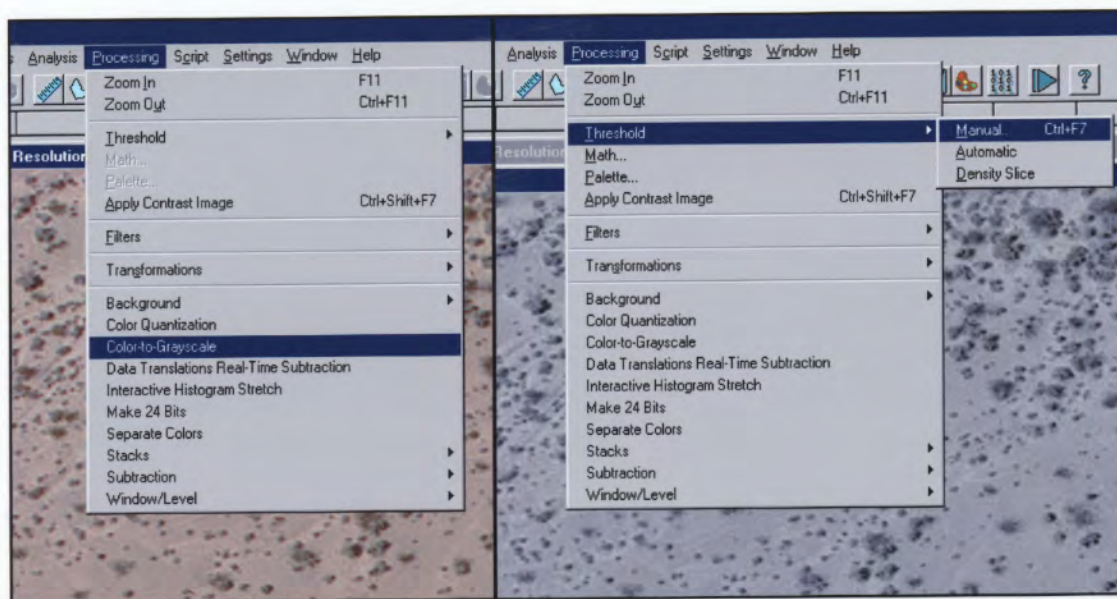 Analysis Processing Script Settings Window Help
Zoom In F11
Zoom Out Ctrl+F11
Threshold
Math...
Palette...
Apply Contrast Image Ctrl+Shift+F7
Filters
Transformations
Background
Color Quantization
Color-to-Grayscale
Data Translations Real-Time Subtraction
Interactive Histogram Stretch
Make 24 Bits
Separate Colors
Stacks
Subtraction
Window/Level
Resolution
Analysis Processing Script Settings Window Help
Zoom In F11
Zoom Out Ctrl+F11
Threshold
Math...
Palette...
Apply Contrast Image Ctrl+Shift+F7
Filters
Transformations
Background
Color Quantization
Color-to-Grayscale
Data Translations Real-Time Subtraction
Interactive Histogram Stretch
Make 24 Bits
Separate Colors
Stacks
Subtraction
Window/Level
Manual.. Ctrl+F7
Automatic
Density Slice
Resolution
?